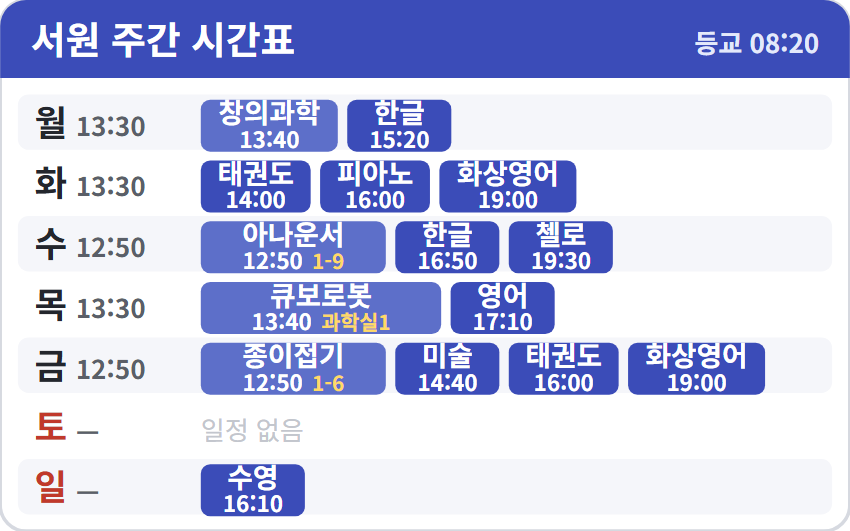 서원 주간 시간표
등교 08:20
월 13:30
창의과학
13:40
한글
15:20
화 13:30
태권도
14:00
피아노
16:00
화상영어
19:00
수 12:50
아나운서
12:50 1-9
한글
16:50
첼로
19:30
목 13:30
큐보로봇
13:40 과학실1
영어
17:10
금 12:50
종이접기
12:50 1-6
미술
14:40
태권도
16:00
화상영어
19:00
토 —
일정 없음
일 —
수영
16:10